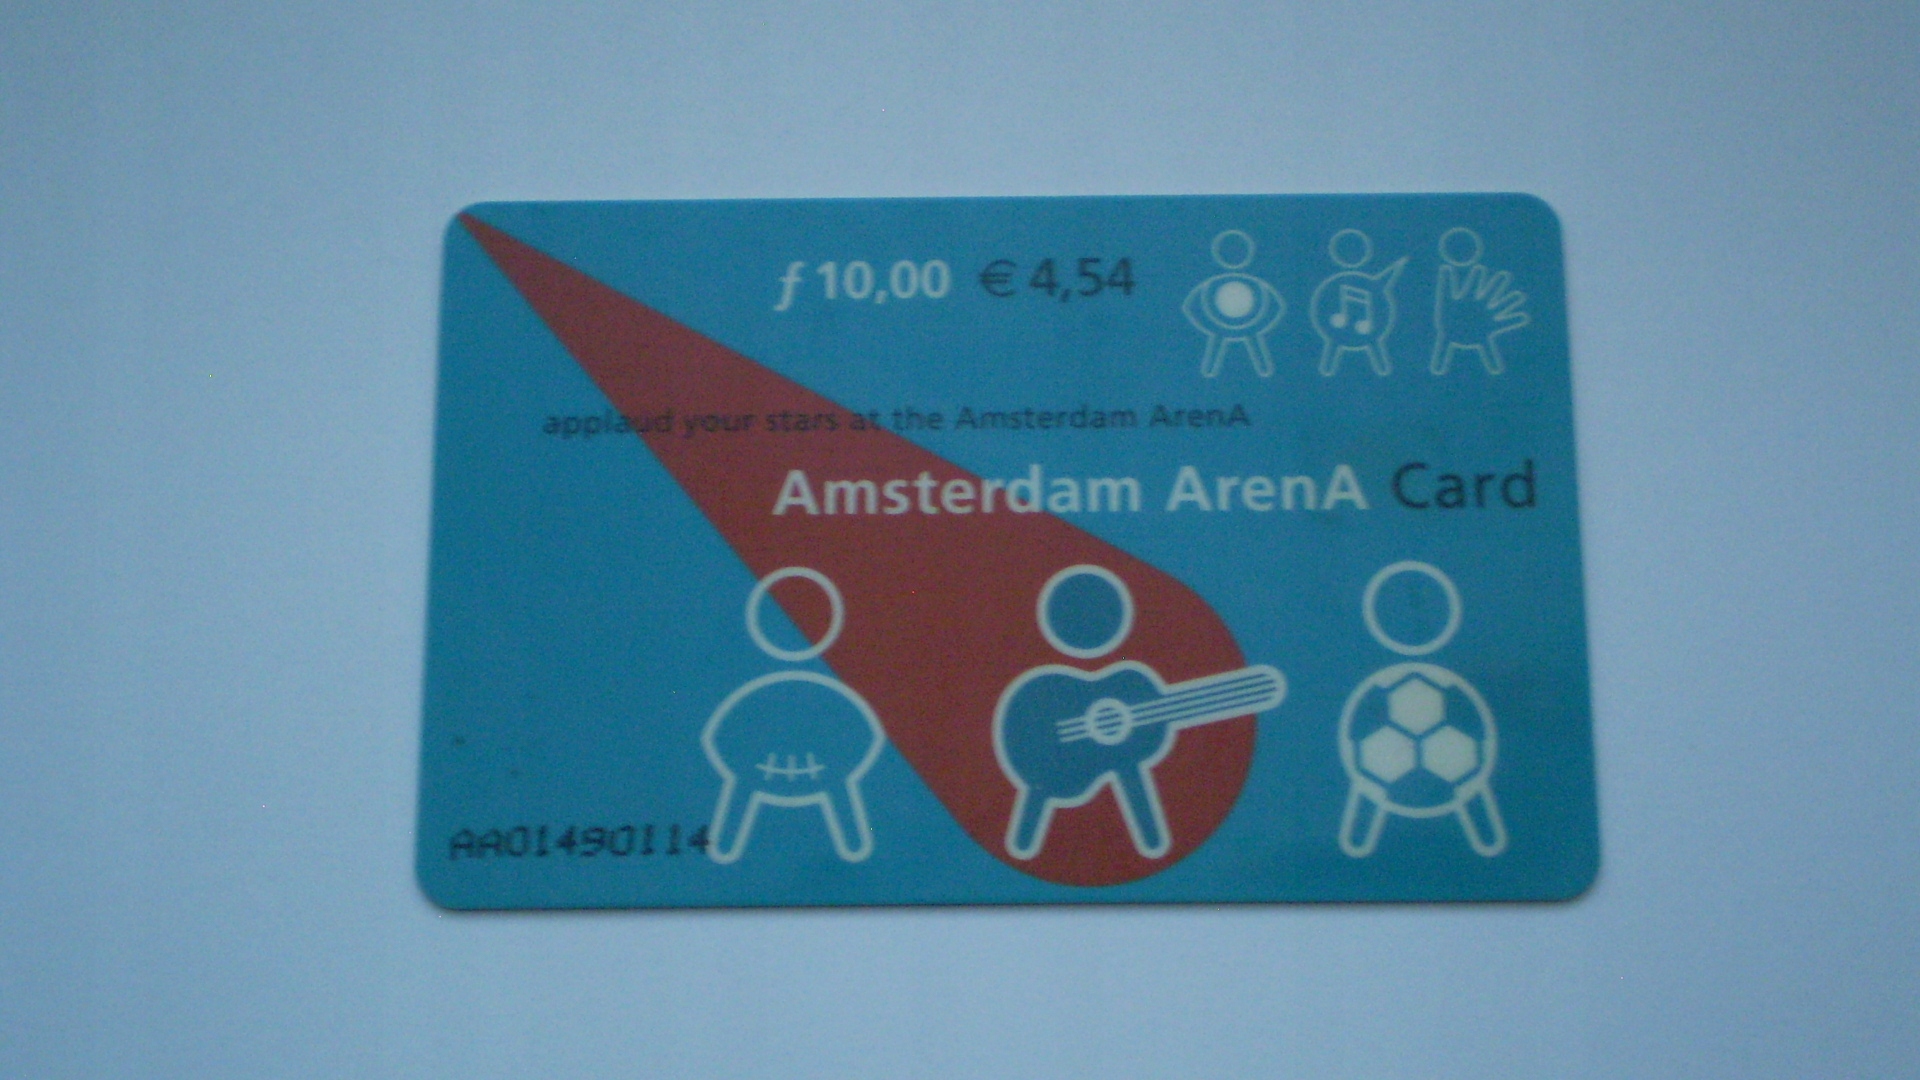 ƒ 10,00 € 4,54
applaud your stars at the Amsterdam ArenA
Amsterdam ArenA Card
AA01490114